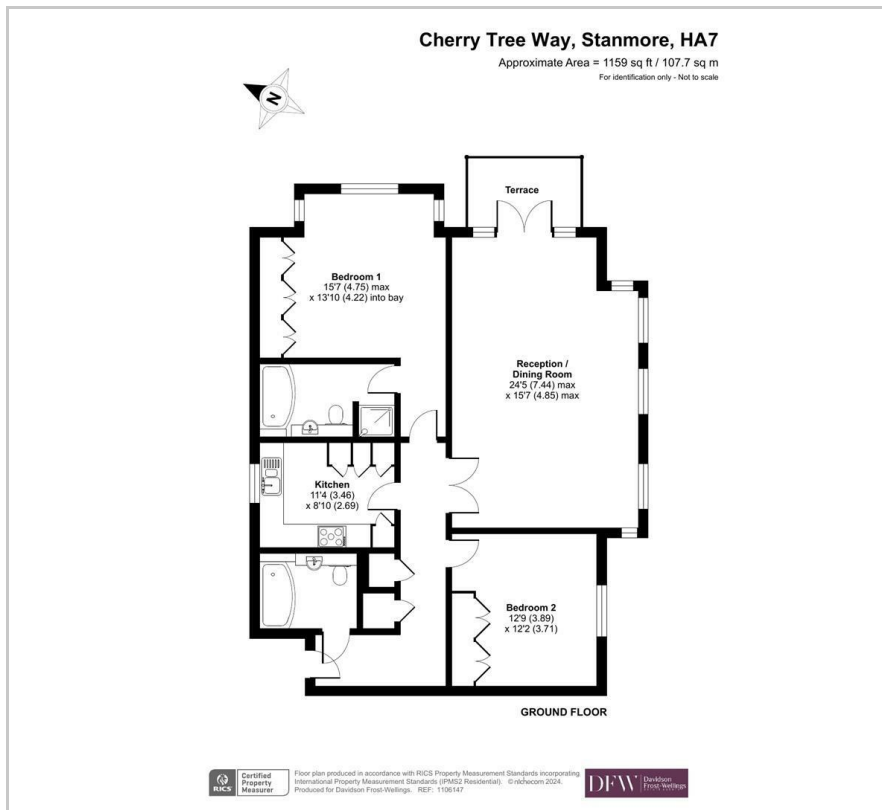 Cherry Tree Way, Stanmore, HA7
Approximate Area = 1159 sq ft / 107.7 sq m
For identification only - Not to scale
N
Terrace
Bedroom 1
15'7 (4.75) max
x 13'10 (4.22) into bay
Reception /
Dining Room
24'5 (7.44) max
x 15'7 (4.85) max
Kitchen
11'4 (3.46)
x 8'10 (2.69)
Bedroom 2
12'9 (3.89)
x 12'2 (3.71)
GROUND FLOOR
RICS
Certified
Property
Measurer
Floor plan produced in accordance with RICS Property Measurement Standards incorporating
International Property Measurement Standards (IPMS2 Residential). © nichecom 2024.
Produced for Davidson Frost-Wellings. REF: 1106147
DFW
Davidson
Frost-Wellings